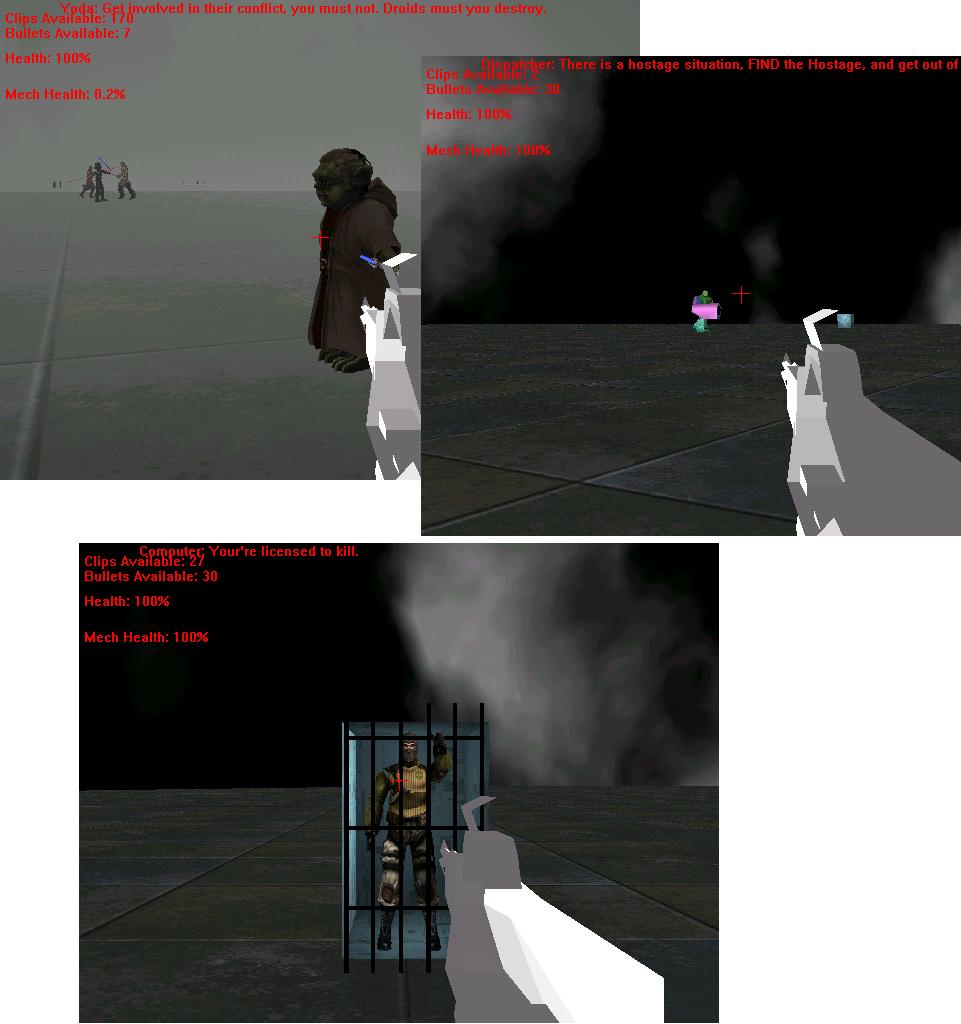 Yoda: Get involved in their conflict, you must not. Droids must you destroy.
Clips Available: 170
Bullets Available: 7
Health: 100%
Mech Health: 0.2%
Dispatcher: There is a hostage situation, FIND the Hostage, and get out of
Clips Available: 2
Bullets Available: 30
Health: 100%
Mech Health: 100%
Computer: Your're licensed to kill.
Clips Available: 27
Bullets Available: 30
Health: 100%
Mech Health: 100%